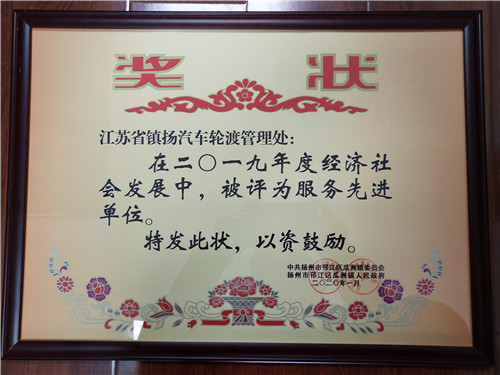 奖状
江苏省镇扬汽车轮渡管理处：
在二〇一九年度经济社
会发展中，被评为服务先进
单位。
特发此状，以资鼓励。
中共扬州市邗江区瓜洲镇委员会
扬州市邗江区瓜洲镇人民政府
二〇二〇年一月